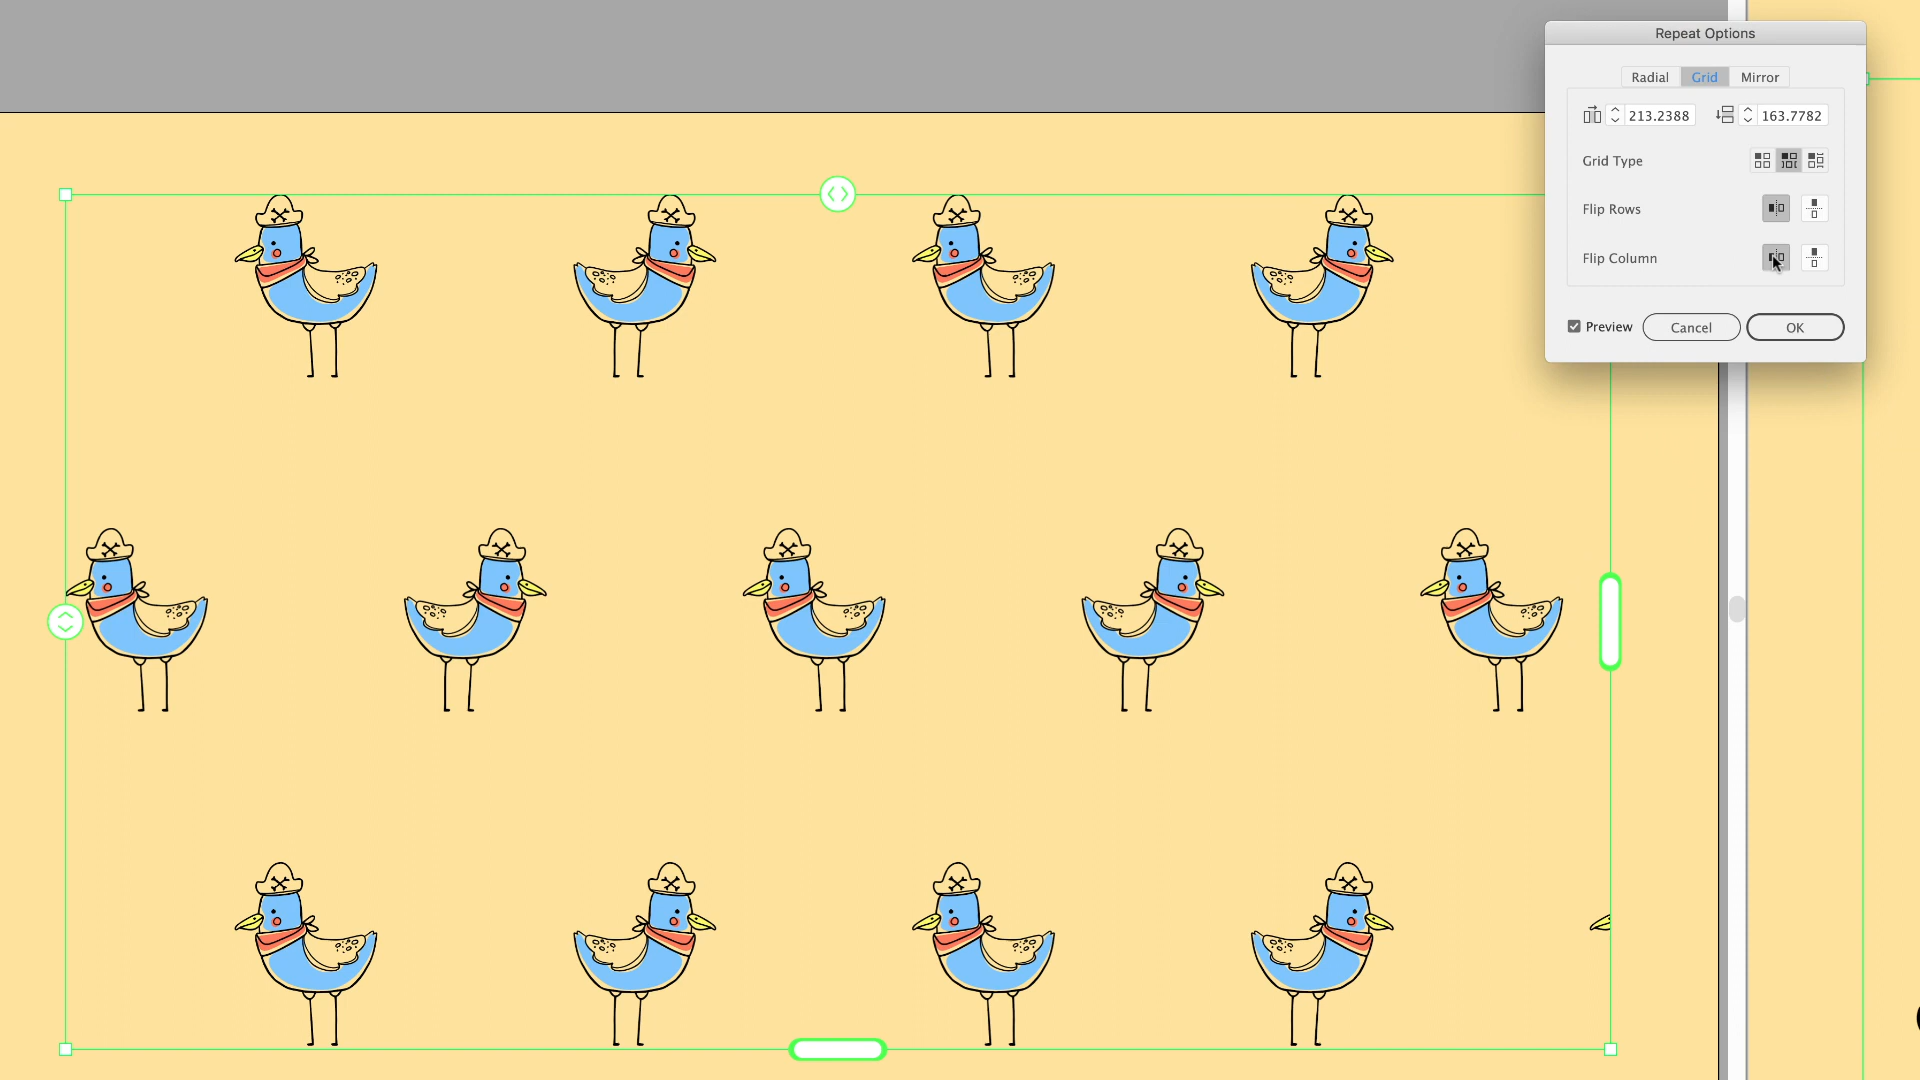 Repeat Options
Radial Grid Mirror
213.2388 163.7782
Grid Type
Flip Rows
Flip Column
Preview Cancel OK